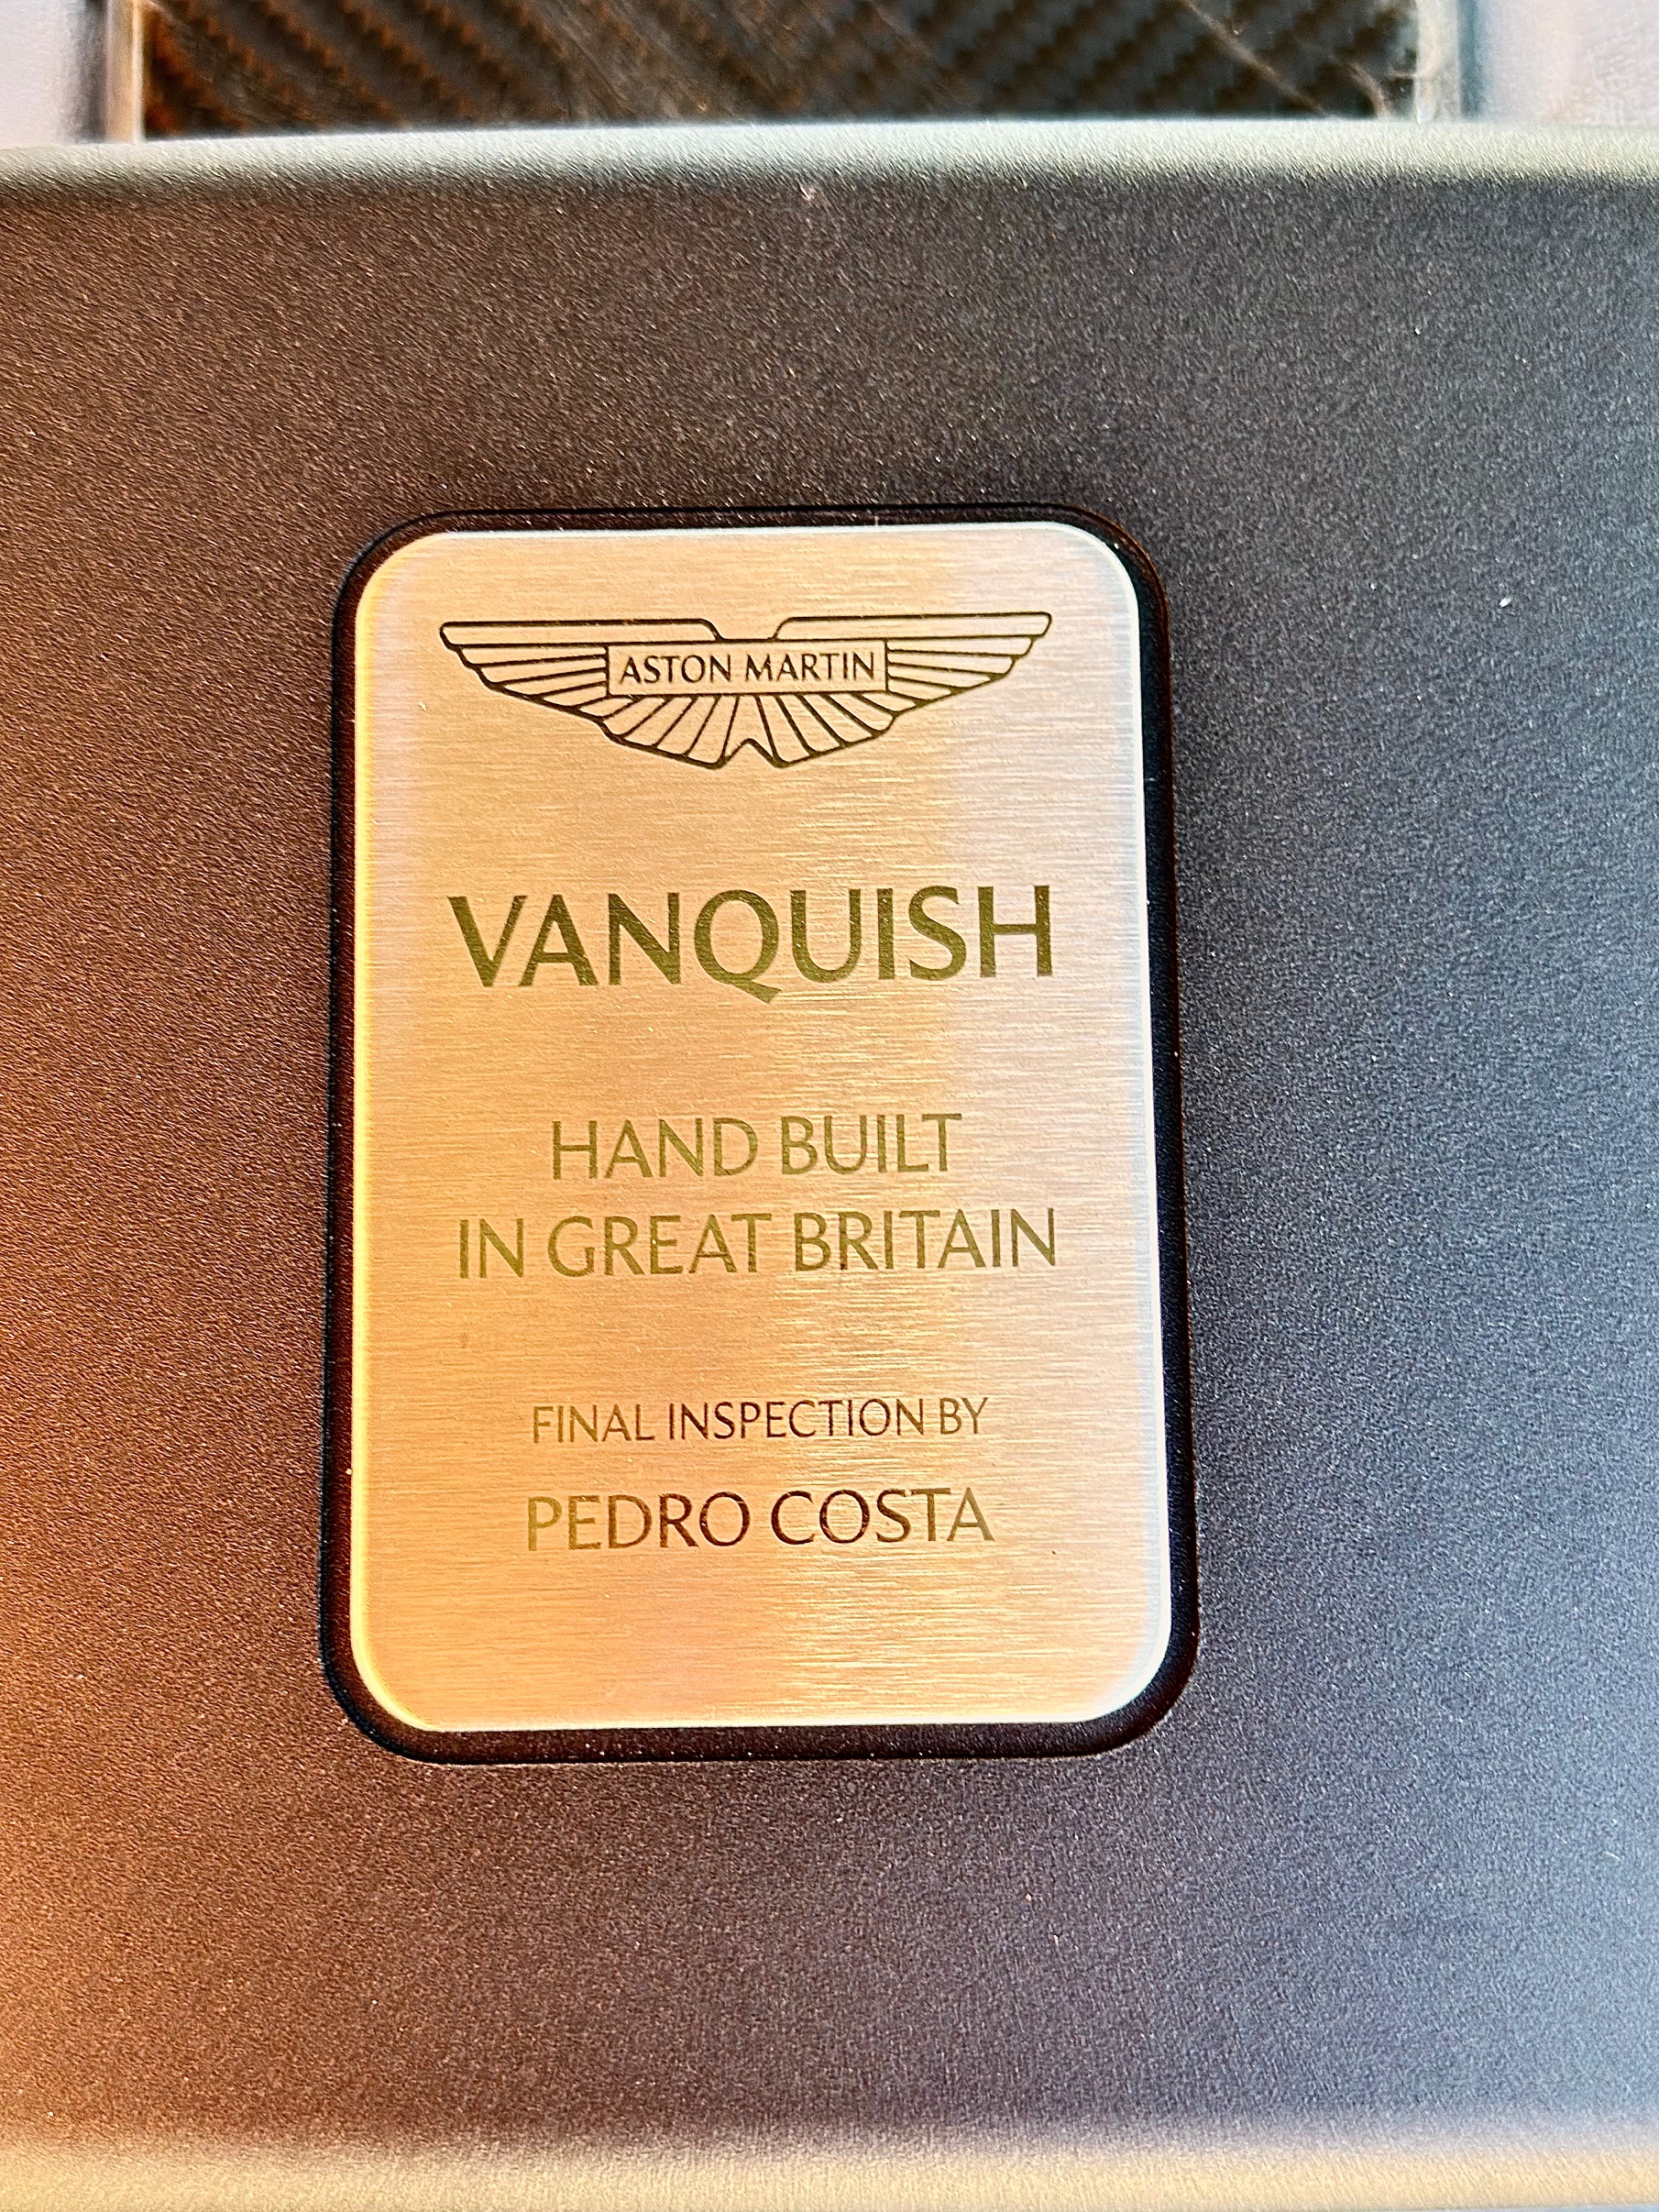 ASTON MARTIN
VANQUISH
HAND BUILT
IN GREAT BRITAIN
FINAL INSPECTION BY
PEDRO COSTA